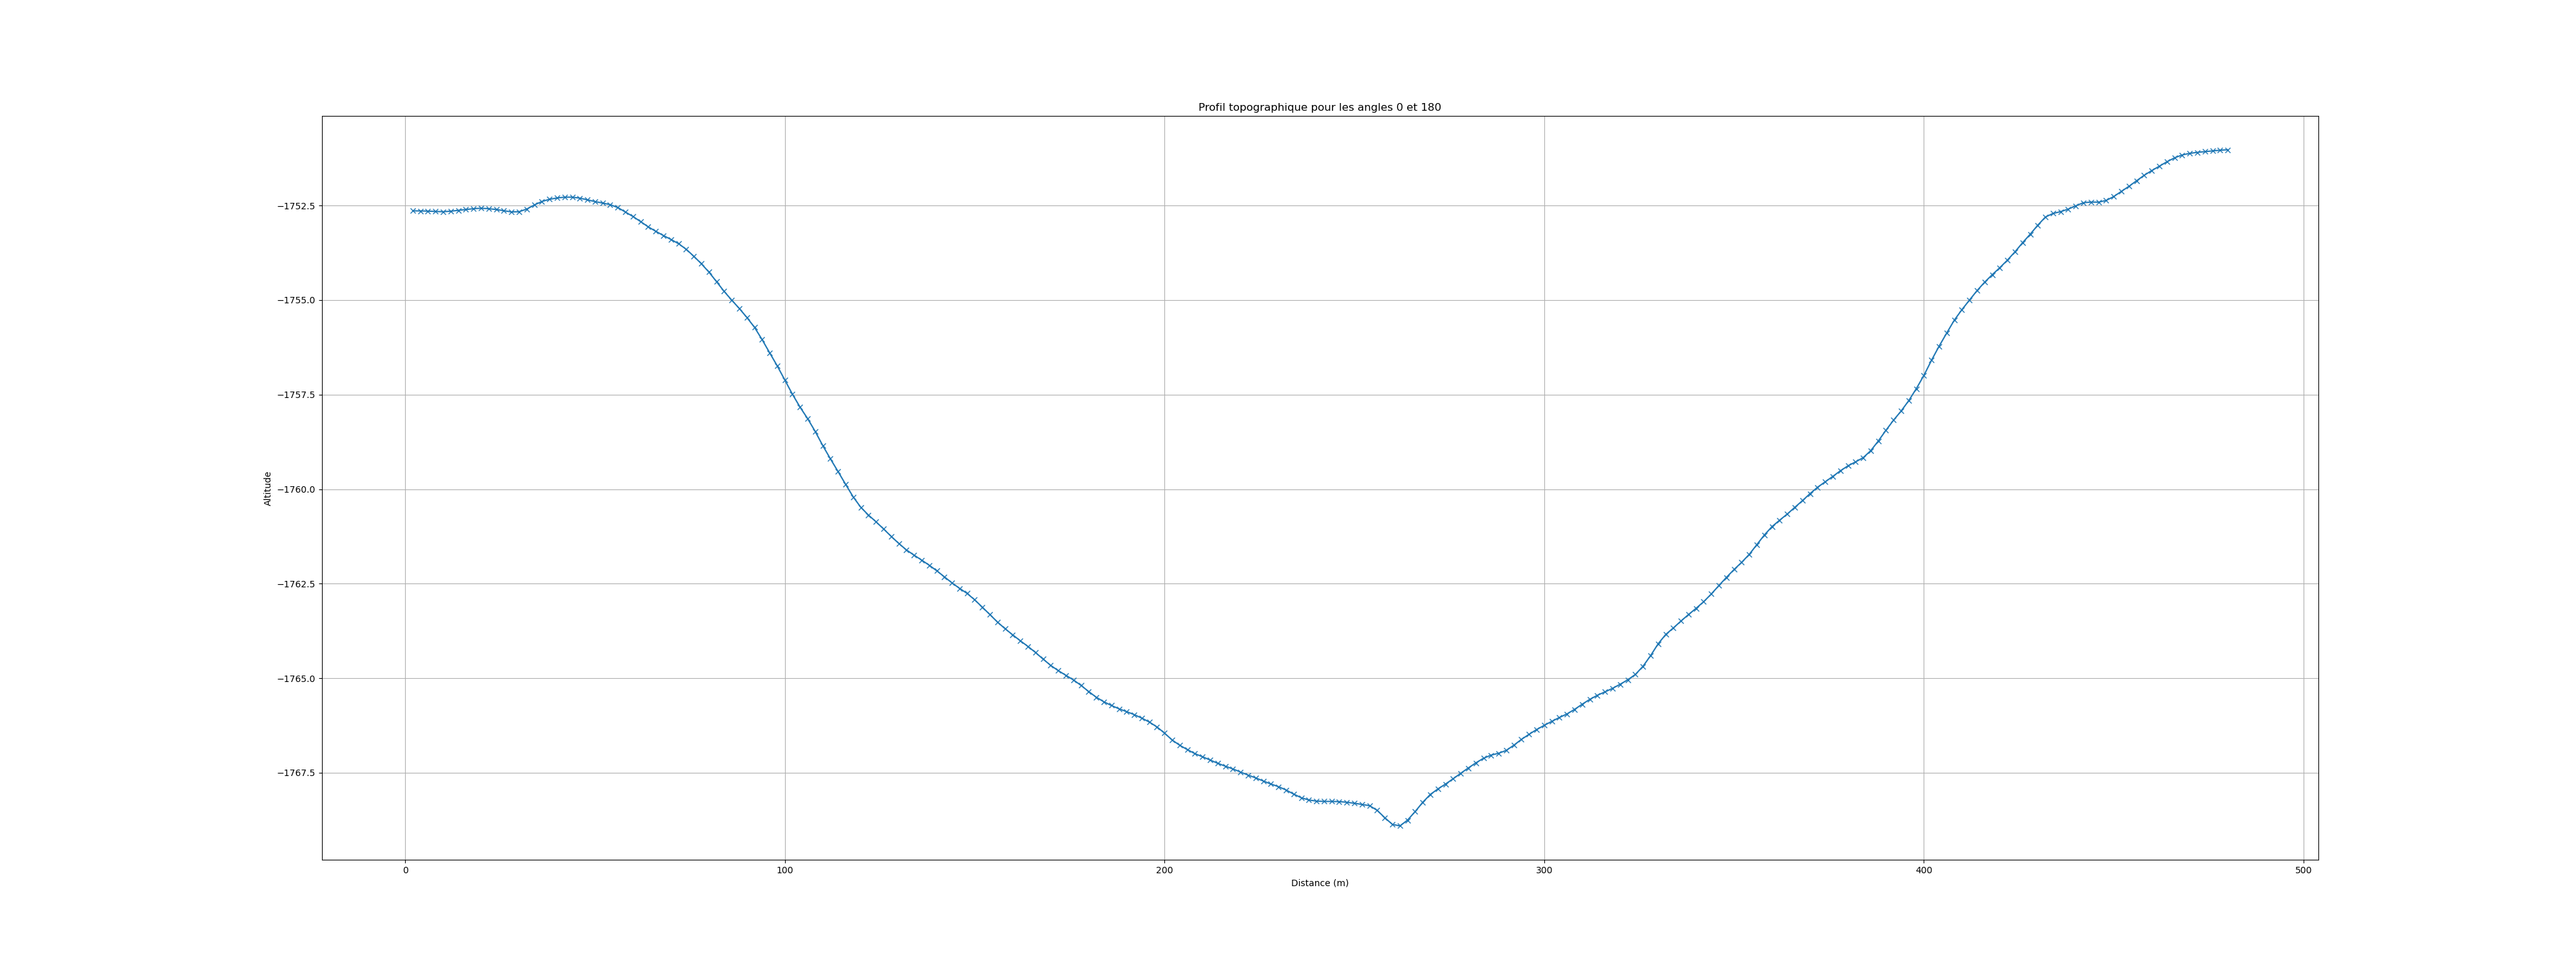 Profil topographique pour les angles 0 et 180
−1752.5
−1755.0
−1757.5
−1760.0
−1762.5
−1765.0
−1767.5
Altitude
0 100 200 300 400 500
Distance (m)